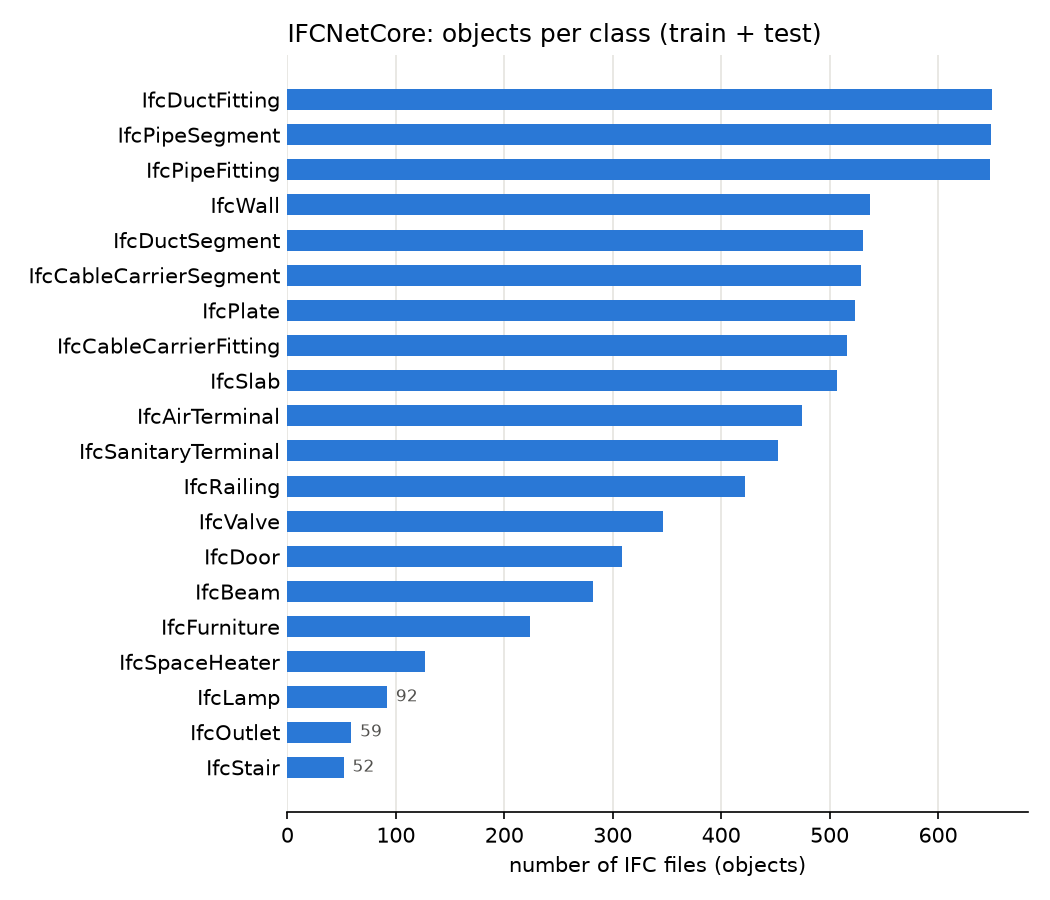 IFCNetCore: objects per class (train + test)
IfcDuctFitting
IfcPipeSegment
IfcPipeFitting
IfcWall
IfcDuctSegment
IfcCableCarrierSegment
IfcPlate
IfcCableCarrierFitting
IfcSlab
IfcAirTerminal
IfcSanitaryTerminal
IfcRailing
IfcValve
IfcDoor
IfcBeam
IfcFurniture
IfcSpaceHeater
IfcLamp 92
IfcOutlet 59
IfcStair 52
0 100 200 300 400 500 600
number of IFC files (objects)